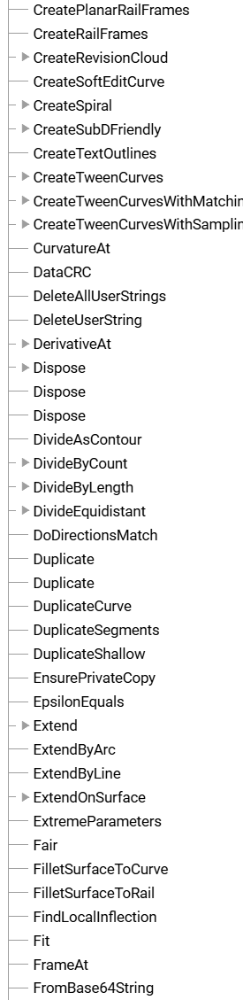 CreatePlanarRailFrames
CreateRailFrames
CreateRevisionCloud
CreateSoftEditCurve
CreateSpiral
CreateSubDFriendly
CreateTextOutlines
CreateTweenCurves
CreateTweenCurvesWithMatchin
CreateTweenCurvesWithSamplin
CurvatureAt
DataCRC
DeleteAllUserStrings
DeleteUserString
DerivativeAt
Dispose
Dispose
Dispose
DivideAsContour
DivideByCount
DivideByLength
DivideEquidistant
DoDirectionsMatch
Duplicate
Duplicate
DuplicateCurve
DuplicateSegments
DuplicateShallow
EnsurePrivateCopy
EpsilonEquals
Extend
ExtendByArc
ExtendByLine
ExtendOnSurface
ExtremeParameters
Fair
FilletSurfaceToCurve
FilletSurfaceToRail
FindLocalInflection
Fit
FrameAt
FromBase64String